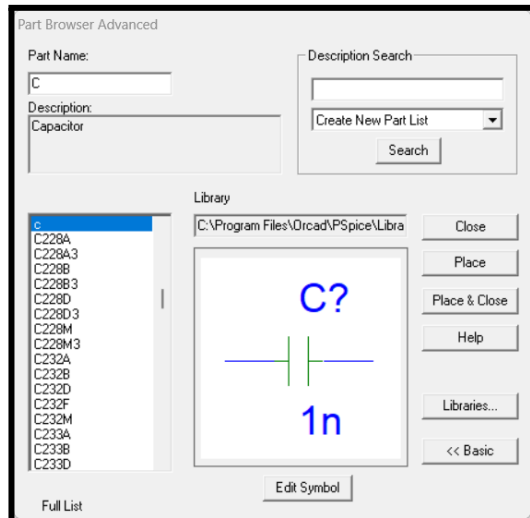 Part Browser Advanced
Part Name:
C
Description:
Capacitor
Description Search
Create New Part List
Search
Library
C:\Program Files\Orcad\PSpice\Libra
c
C228A
C228A3
C228B
C228B3
C228D
C228D3
C228M
C228M3
C232A
C232B
C232D
C232F
C232M
C233A
C233B
C233D
Full List
C?
1n
Edit Symbol
Close
Place
Place & Close
Help
Libraries...
<< Basic